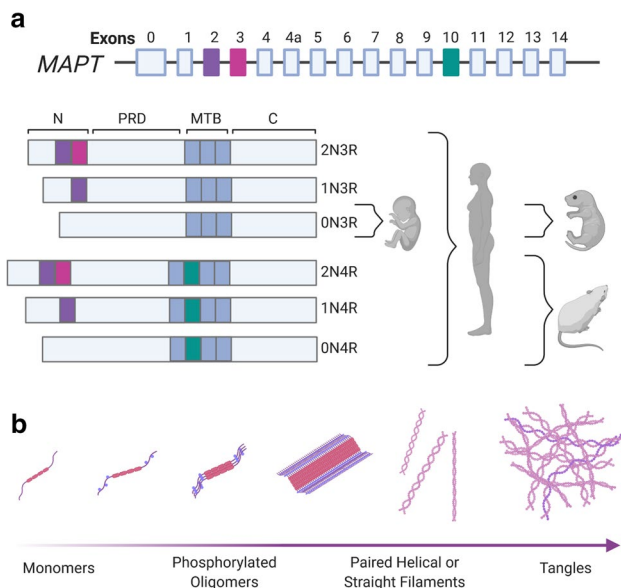 a
Exons 0 1 2 3 4 4a 5 6 7 8 9 10 11 12 13 14
MAPT
N PRD MTB C
2N3R
1N3R
0N3R
2N4R
1N4R
0N4R
b
Monomers
Phosphorylated
Oligomers
Paired Helical or
Straight Filaments
Tangles